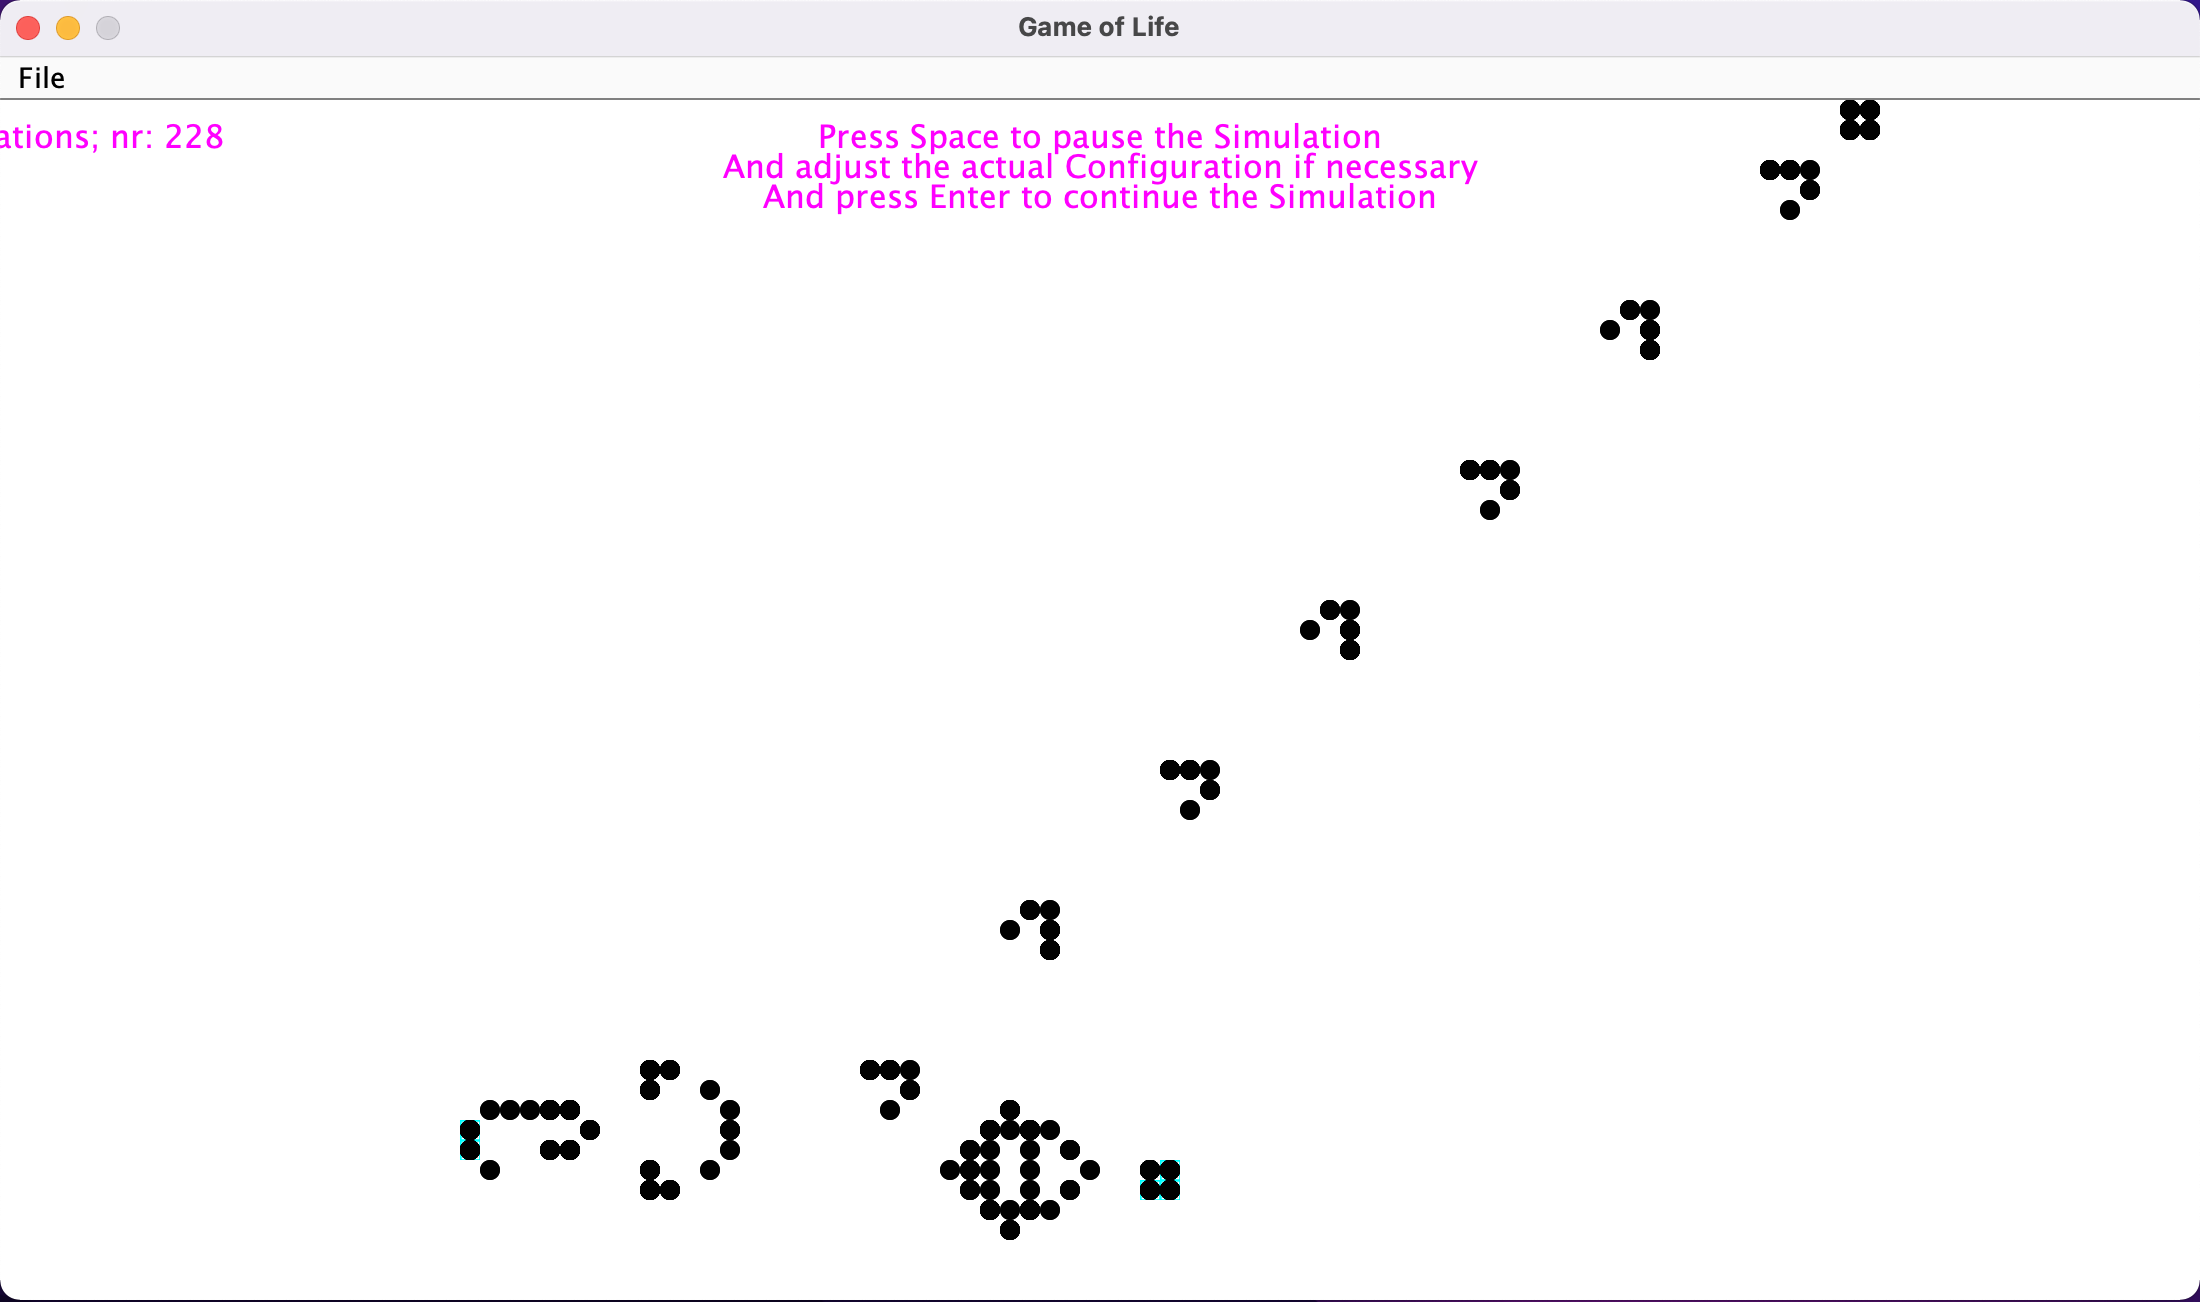 Game of Life
File
ations; nr: 228
Press Space to pause the Simulation
And adjust the actual Configuration if necessary
And press Enter to continue the Simulation